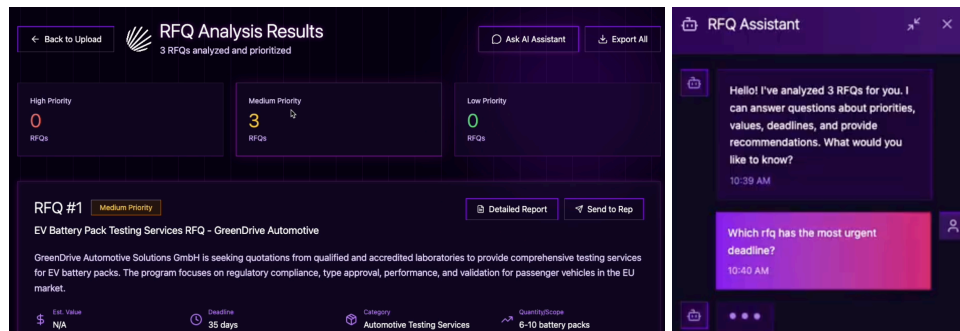 ← Back to Upload
RFQ Analysis Results
3 RFQs analyzed and prioritized
Ask AI Assistant
Export All
High Priority
0
RFQs
Medium Priority
3
RFQs
Low Priority
0
RFQs
RFQ #1
Medium Priority
Detailed Report
Send to Rep
EV Battery Pack Testing Services RFQ - GreenDrive Automotive
GreenDrive Automotive Solutions GmbH is seeking quotations from qualified and accredited laboratories to provide comprehensive testing services
for EV battery packs. The program focuses on regulatory compliance, type approval, performance, and validation for passenger vehicles in the EU
market.
Est. Value
N/A
Deadline
35 days
Category
Automotive Testing Services
Quantity/Scope
6-10 battery packs
RFQ Assistant
Hello! I've analyzed 3 RFQs for you. I
can answer questions about priorities,
values, deadlines, and provide
recommendations. What would you
like to know?
10:39 AM
Which rfq has the most urgent
deadline?
10:40 AM